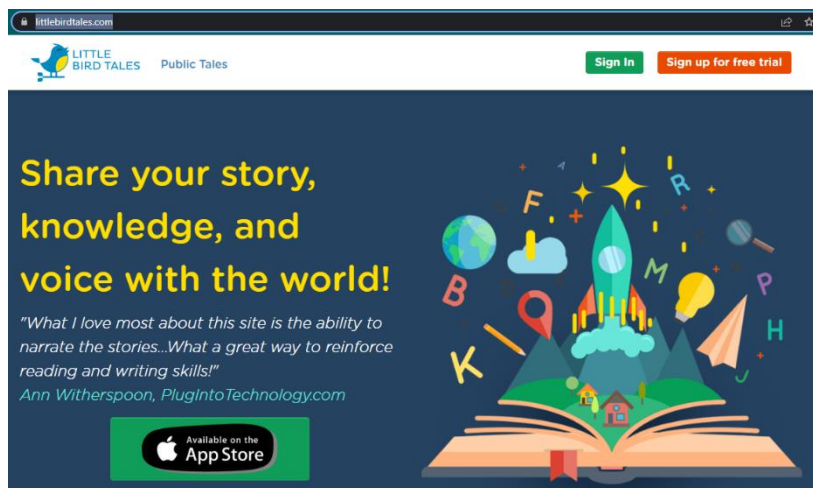 littlebirdtales.com
LITTLE
BIRD TALES
Public Tales
Sign In
Sign up for free trial
Share your story,
knowledge, and
voice with the world!
"What I love most about this site is the ability to
narrate the stories...What a great way to reinforce
reading and writing skills!"
Ann Witherspoon, PlugIntoTechnology.com
Available on the
App Store
A
F
R
B
M
P
K
H
J